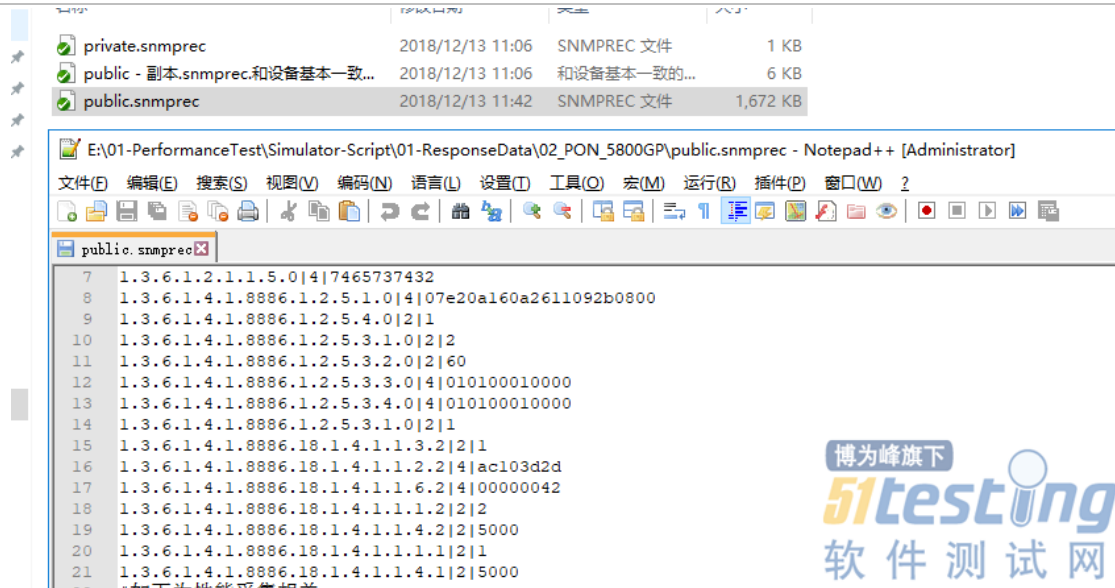 名称 修改日期 类型 大小
private.snmprec 2018/12/13 11:06 SNMPREC 文件 1 KB
public - 副本.snmprec.和设备基本一致... 2018/12/13 11:06 和设备基本一致的... 6 KB
public.snmprec 2018/12/13 11:42 SNMPREC 文件 1,672 KB
E:\01-PerformanceTest\Simulator-Script\01-ResponseData\02_PON_5800GP\public.snmprec - Notepad++ [Administrator]
文件(F) 编辑(E) 搜索(S) 视图(V) 编码(N) 语言(L) 设置(T) 工具(O) 宏(M) 运行(R) 插件(P) 窗口(W) ?
public.snmprec
7 1.3.6.1.2.1.1.5.0|4|7465737432
8 1.3.6.1.4.1.8886.1.2.5.1.0|4|07e20a160a2611092b0800
9 1.3.6.1.4.1.8886.1.2.5.4.0|2|1
10 1.3.6.1.4.1.8886.1.2.5.3.1.0|2|2
11 1.3.6.1.4.1.8886.1.2.5.3.2.0|2|60
12 1.3.6.1.4.1.8886.1.2.5.3.3.0|4|010100010000
13 1.3.6.1.4.1.8886.1.2.5.3.4.0|4|010100010000
14 1.3.6.1.4.1.8886.1.2.5.3.1.0|2|1
15 1.3.6.1.4.1.8886.18.1.4.1.1.3.2|2|1
16 1.3.6.1.4.1.8886.18.1.4.1.1.2.2|4|ac103d2d
17 1.3.6.1.4.1.8886.18.1.4.1.1.6.2|4|00000042
18 1.3.6.1.4.1.8886.18.1.4.1.1.1.2|2|2
19 1.3.6.1.4.1.8886.18.1.4.1.1.4.2|2|5000
20 1.3.6.1.4.1.8886.18.1.4.1.1.1.1|2|1
21 1.3.6.1.4.1.8886.18.1.4.1.1.4.1|2|5000
博为峰旗下
51testing
软件测试网